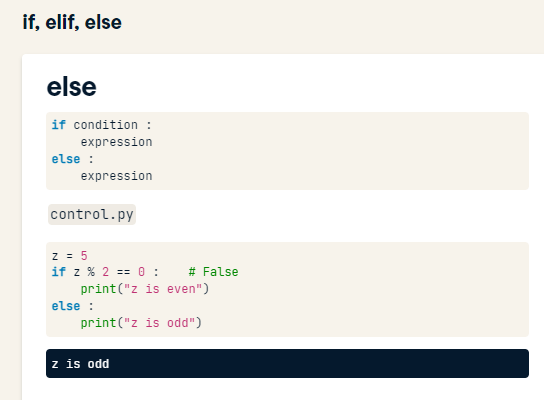 if, elif, else
else
if condition :
    expression
else :
    expression
control.py
z = 5
if z % 2 == 0 :    # False
    print("z is even")
else :
    print("z is odd")
z is odd